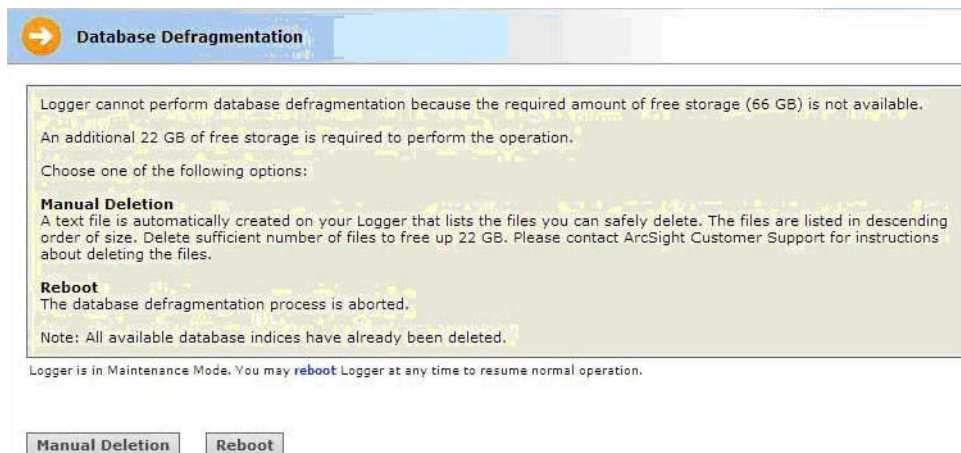 Database Defragmentation
Logger cannot perform database defragmentation because the required amount of free storage (66 GB) is not available.
An additional 22 GB of free storage is required to perform the operation.
Choose one of the following options:
Manual Deletion
A text file is automatically created on your Logger that lists the files you can safely delete. The files are listed in descending
order of size. Delete sufficient number of files to free up 22 GB. Please contact ArcSight Customer Support for instructions
about deleting the files.
Reboot
The database defragmentation process is aborted.
Note: All available database indices have already been deleted.
Logger is in Maintenance Mode. You may reboot Logger at any time to resume normal operation.
Manual Deletion Reboot